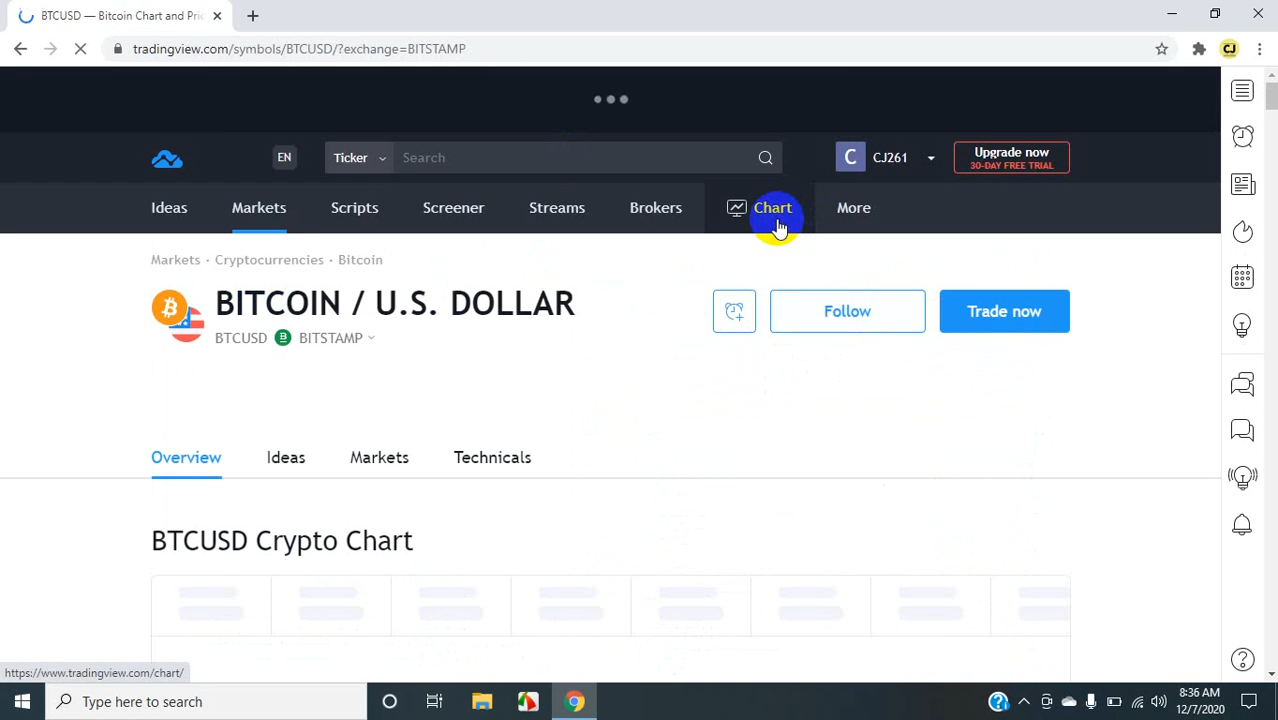 BTCUSD — Bitcoin Chart and Pric
tradingview.com/symbols/BTCUSD/?exchange=BITSTAMP
CJ
EN
Ticker
Search
C
CJ261
Upgrade now
30-DAY FREE TRIAL
Ideas
Markets
Scripts
Screener
Streams
Brokers
Chart
More
Markets · Cryptocurrencies · Bitcoin
BITCOIN / U.S. DOLLAR
BTCUSD B BITSTAMP
Follow
Trade now
Overview
Ideas
Markets
Technicals
BTCUSD Crypto Chart
https://www.tradingview.com/chart/
Type here to search
8:36 AM
12/7/2020